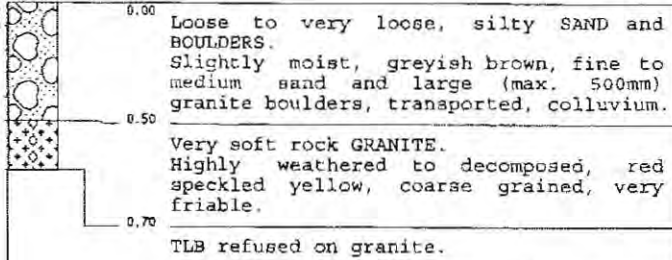 0.00
Loose to very loose, silty SAND and
BOULDERS.
Slightly moist, greyish brown, fine to
medium sand and large (max. 500mm)
granite boulders, transported, colluvium.
0.50
Very soft rock GRANITE.
Highly weathered to decomposed, red
speckled yellow, coarse grained, very
friable.
0.70
TLB refused on granite.